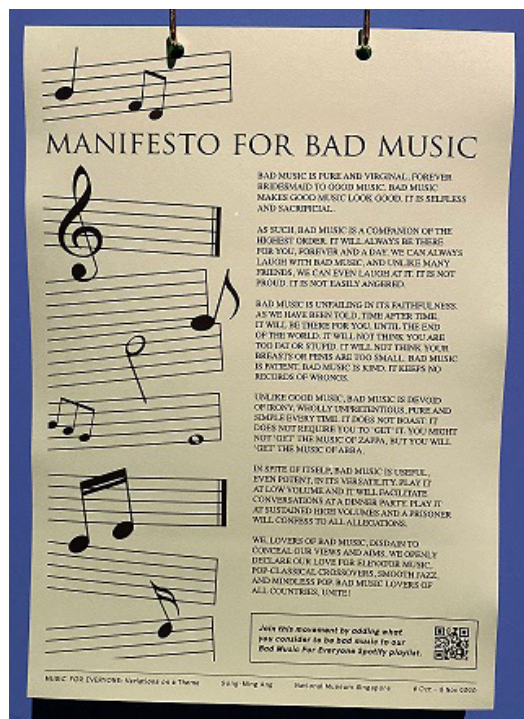 MANIFESTO FOR BAD MUSIC
BAD MUSIC IS PURE AND VIRGINAL. FOREVER
BRIDESMAID TO GOOD MUSIC. BAD MUSIC
MAKES GOOD MUSIC LOOK GOOD. IT IS SELFLESS
AND SACRIFICIAL.
AS SUCH, BAD MUSIC IS A COMPANION OF THE
HIGHEST ORDER. IT WILL ALWAYS BE THERE
FOR YOU, FOREVER AND A DAY. WE CAN ALWAYS
LAUGH WITH BAD MUSIC, AND UNLIKE MANY
FRIENDS, WE CAN EVEN LAUGH AT IT. IT IS NOT
PROUD. IT IS NOT EASILY ANGERED.
BAD MUSIC IS UNFAILING IN ITS FAITHFULNESS.
AS WE HAVE BEEN TOLD, TIME AFTER TIME,
IT WILL BE THERE FOR YOU, UNTIL THE END
OF THE WORLD. IT WILL NOT THINK YOU ARE
TOO FAT OR STUPID. IT WILL NOT THINK YOUR
BREASTS OR PENIS ARE TOO SMALL. BAD MUSIC
IS PATIENT, BAD MUSIC IS KIND. IT KEEPS NO
RECORDS OF WRONGS.
UNLIKE GOOD MUSIC, BAD MUSIC IS DEVOID
OF IRONY, WHOLLY UNPRETENTIOUS, PURE AND
SIMPLE EVERY TIME. IT DOES NOT BOAST. IT
DOES NOT REQUIRE YOU TO 'GET' IT. YOU MIGHT
NOT 'GET' THE MUSIC OF ZAPPA, BUT YOU WILL
'GET' THE MUSIC OF ABBA.
IN SPITE OF ITSELF, BAD MUSIC IS USEFUL,
EVEN POTENT, IN ITS VERSATILITY. PLAY IT
AT LOW VOLUME AND IT WILL FACILITATE
CONVERSATIONS AT A DINNER PARTY. PLAY IT
AT SUSTAINED HIGH VOLUMES AND A PRISONER
WILL CONFESS TO ALL ALLEGATIONS.
WE, LOVERS OF BAD MUSIC, DISDAIN TO
CONCEAL OUR VIEWS AND AIMS. WE OPENLY
DECLARE OUR LOVE FOR ELEVATOR MUSIC,
POP-CLASSICAL CROSSOVERS, SMOOTH JAZZ,
AND MINDLESS POP. BAD MUSIC LOVERS OF
ALL COUNTRIES, UNITE!
Join this movement by adding what
you consider to be bad music to our
Bad Music For Everyone Spotify playlist.
MUSIC FOR EVERYONE: Variations on a Theme Song-Ming Ang National Museum Singapore 6 Oct - 5 Nov